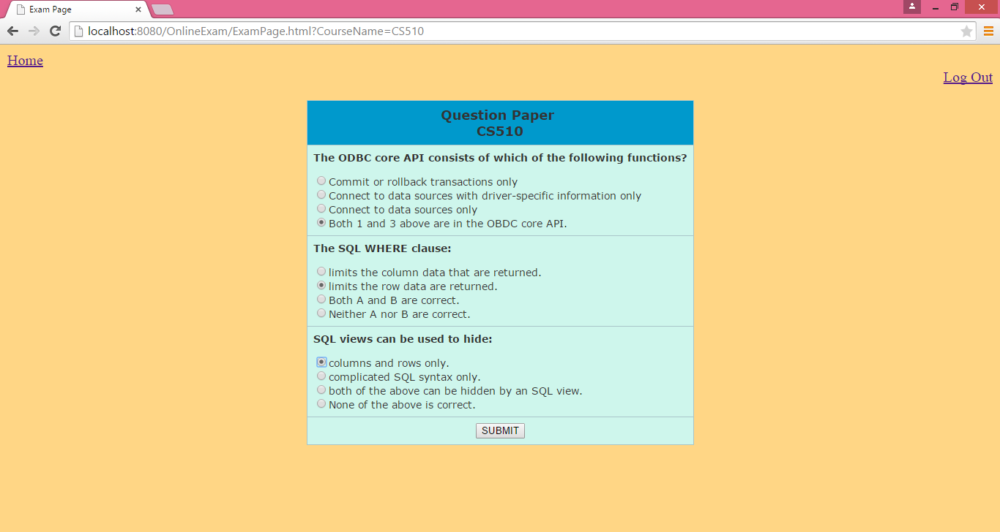 Exam Page
localhost:8080/OnlineExam/ExamPage.html?CourseName=CS510
Home
Log Out
Question Paper
CS510
The ODBC core API consists of which of the following functions?
Commit or rollback transactions only
Connect to data sources with driver-specific information only
Connect to data sources only
Both 1 and 3 above are in the OBDC core API.
The SQL WHERE clause:
limits the column data that are returned.
limits the row data are returned.
Both A and B are correct.
Neither A nor B are correct.
SQL views can be used to hide:
columns and rows only.
complicated SQL syntax only.
both of the above can be hidden by an SQL view.
None of the above is correct.
SUBMIT